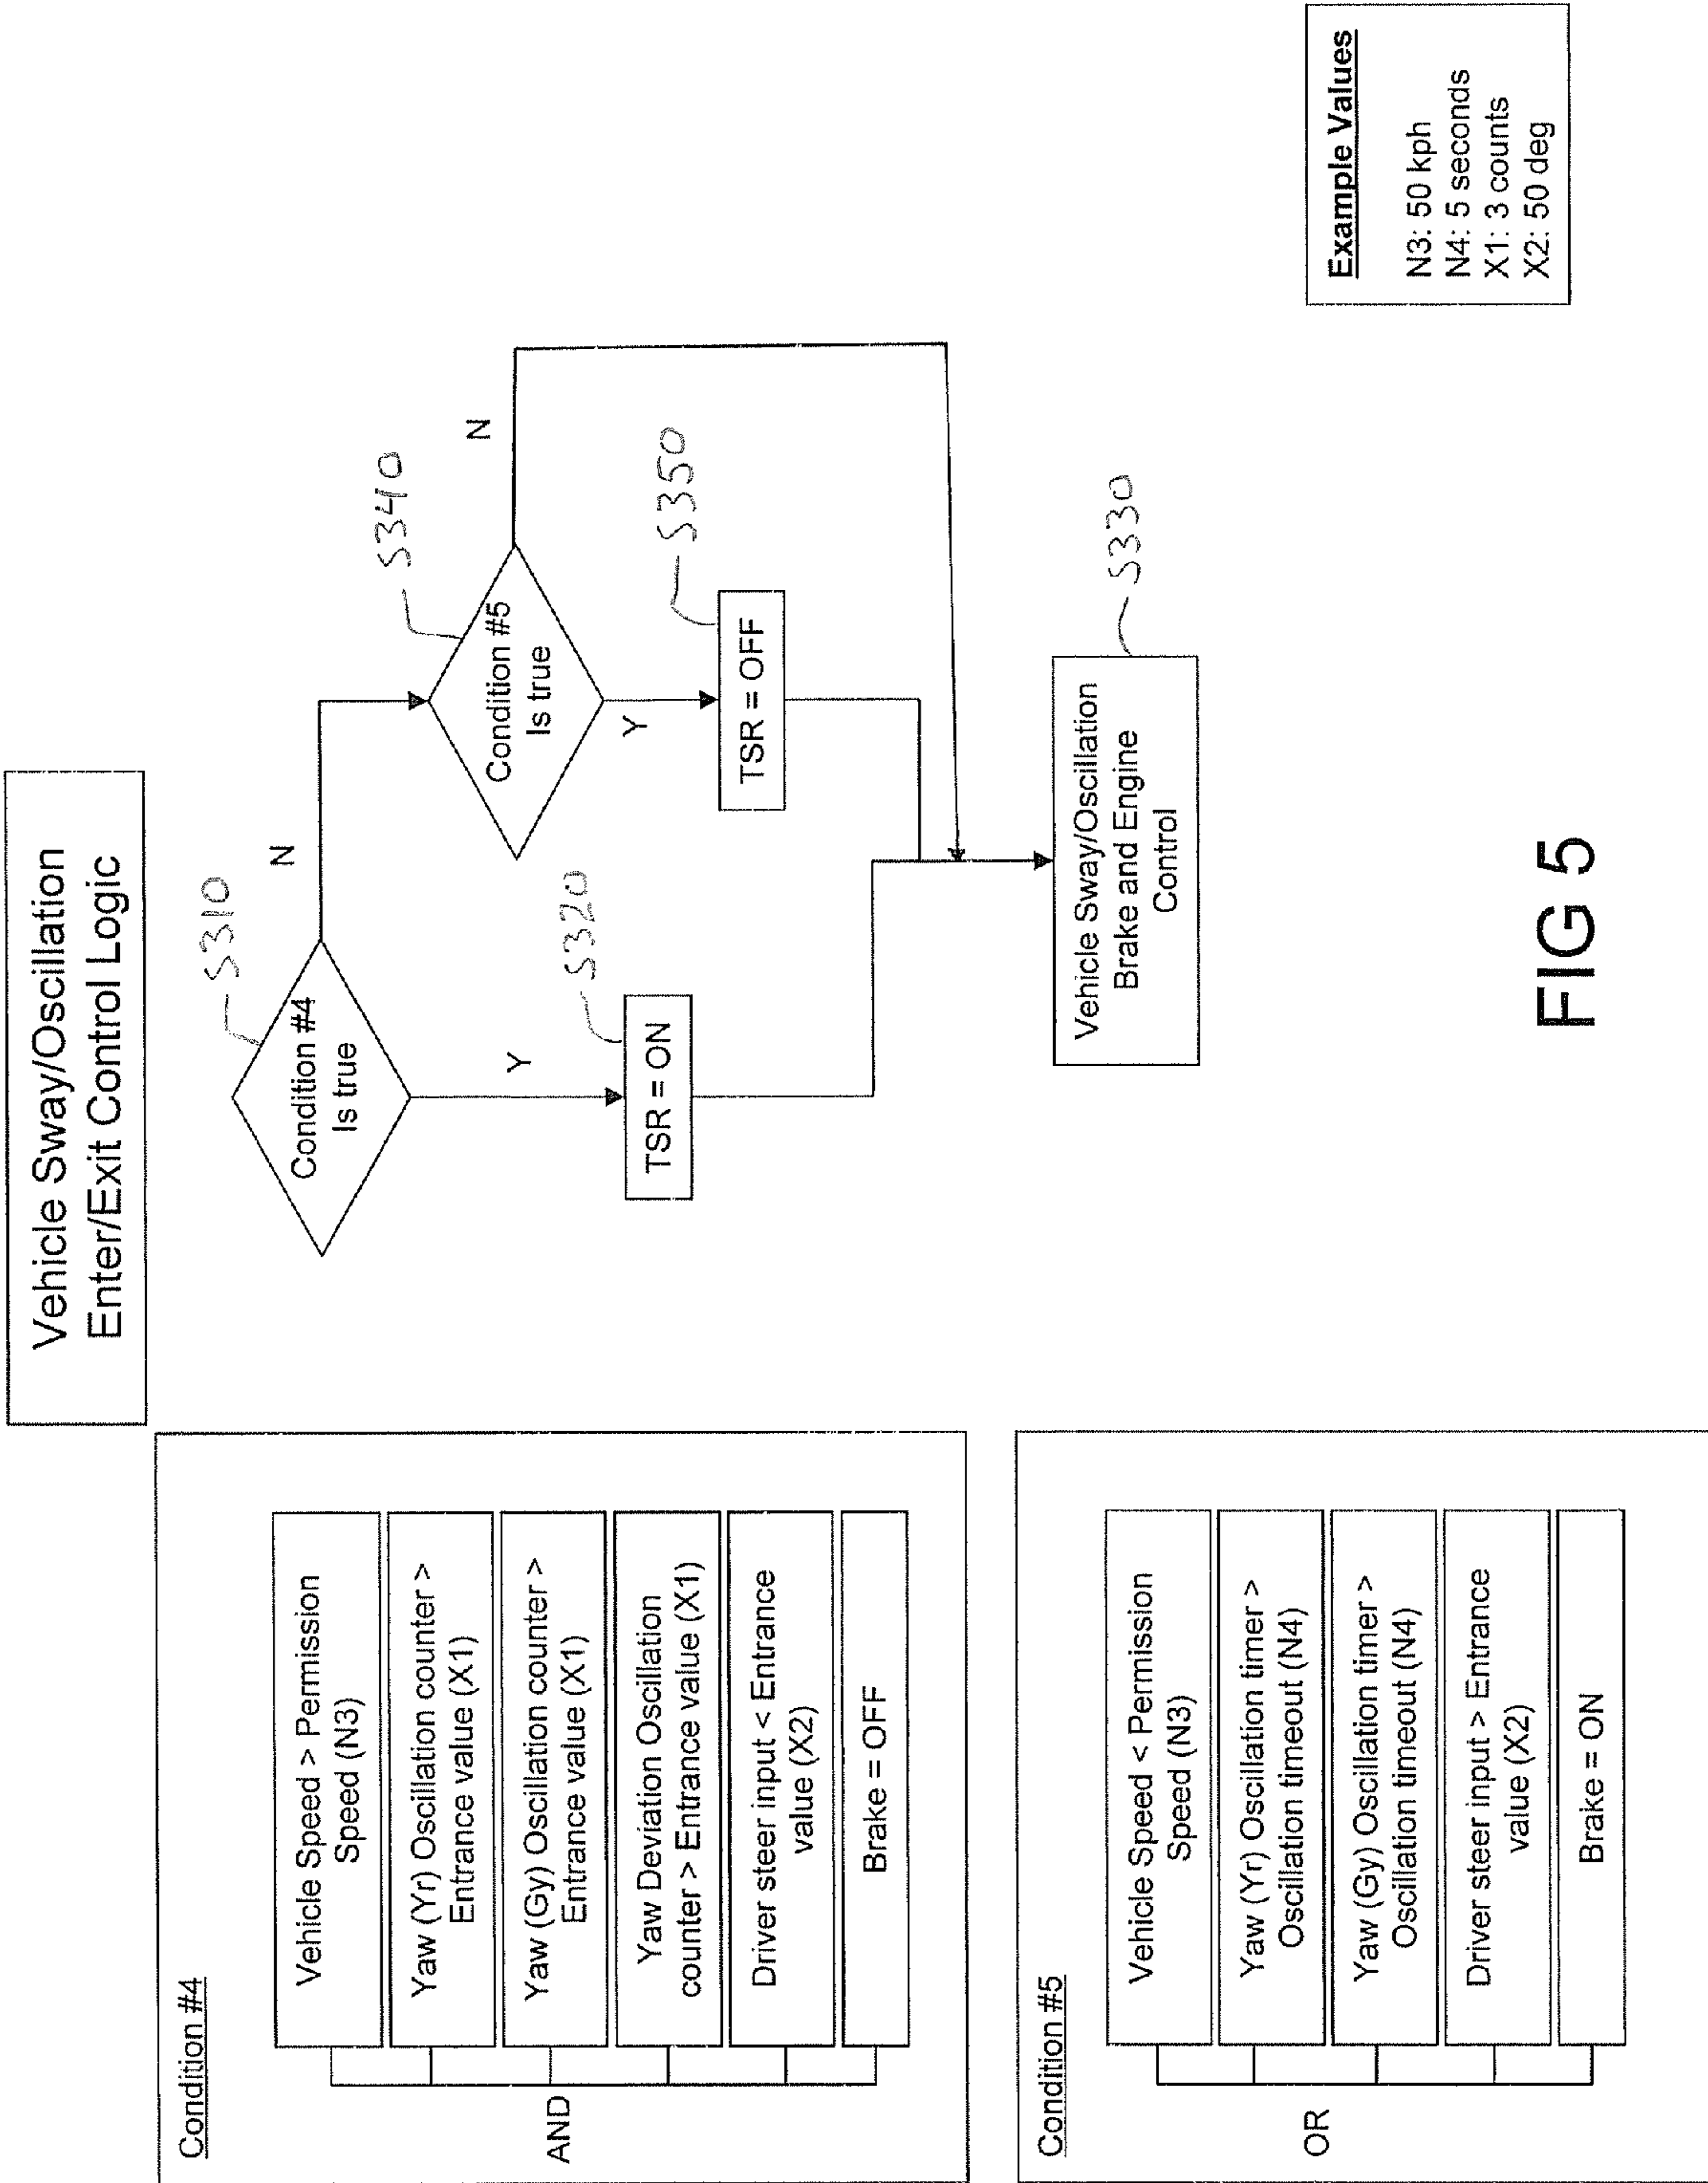 Vehicle Sway/Oscillation
Enter/Exit Control Logic
Condition #4
AND
Vehicle Speed > Permission
Speed (N3)
Yaw (Yr) Oscillation counter >
Entrance value (X1)
Yaw (Gy) Oscillation counter >
Entrance value (X1)
Yaw Deviation Oscillation
counter > Entrance value (X1)
Driver steer input < Entrance
value (X2)
Brake = OFF
Condition #5
OR
Vehicle Speed < Permission
Speed (N3)
Yaw (Yr) Oscillation timer >
Oscillation timeout (N4)
Yaw (Gy) Oscillation timer >
Oscillation timeout (N4)
Driver steer input > Entrance
value (X2)
Brake = ON
Condition #4
Is true
S310
N
Y
TSR = ON
S320
Condition #5
Is true
S340
N
Y
TSR = OFF
S350
Vehicle Sway/Oscillation
Brake and Engine
Control
S330
Example Values
N3: 50 kph
N4: 5 seconds
X1: 3 counts
X2: 50 deg
FIG 5